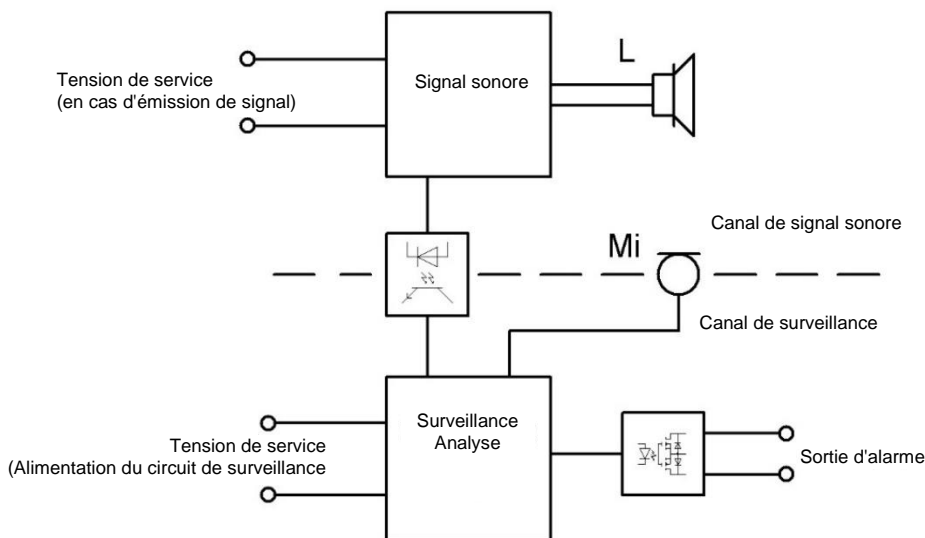 Tension de service
(en cas d'émission de signal)
Signal sonore
L
Canal de signal sonore
Mi
Canal de surveillance
Surveillance
Analyse
Tension de service
(Alimentation du circuit de surveillance
Sortie d'alarme